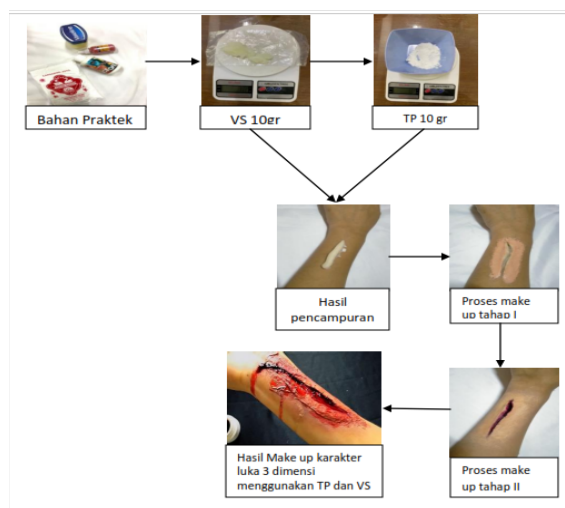 Bahan Praktek
VS 10gr
TP 10 gr
Hasil
pencampuran
Proses make
up tahap I
Hasil Make up karakter
luka 3 dimensi
menggunakan TP dan VS
Proses make
up tahap II